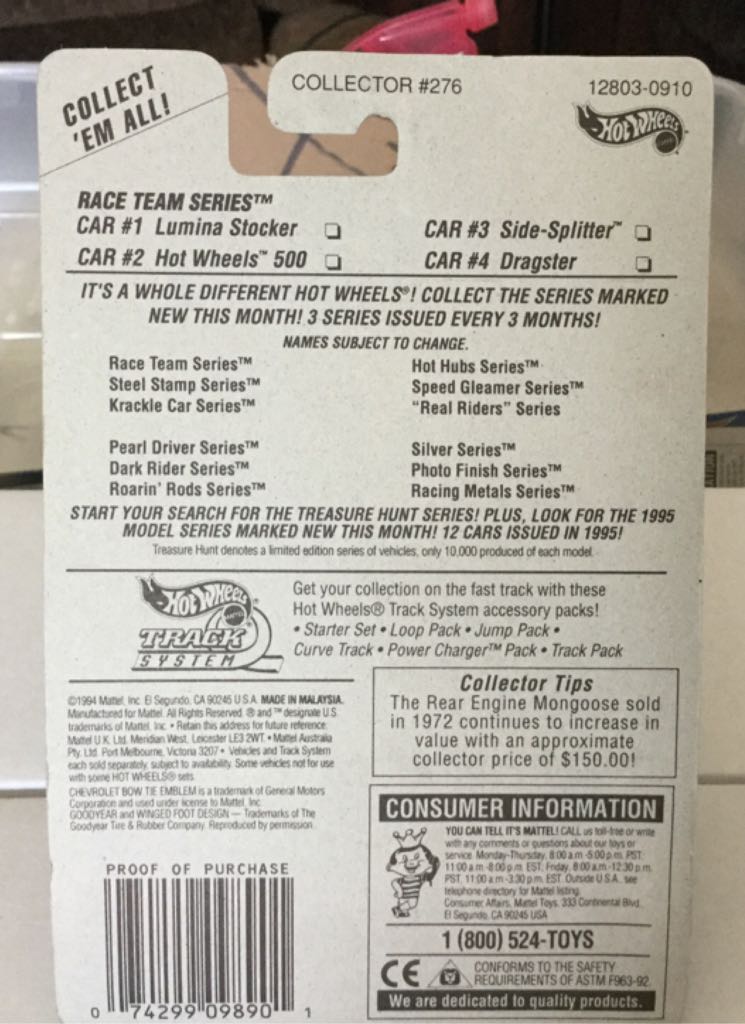 COLLECT
'EM ALL!
COLLECTOR #276
12803-0910
HOT WHEELS
MATTEL
RACE TEAM SERIES™
CAR #1 Lumina Stocker
CAR #3 Side-Splitter™
CAR #2 Hot Wheels™ 500
CAR #4 Dragster
IT'S A WHOLE DIFFERENT HOT WHEELS®! COLLECT THE SERIES MARKED
NEW THIS MONTH! 3 SERIES ISSUED EVERY 3 MONTHS!
NAMES SUBJECT TO CHANGE.
Race Team Series™
Steel Stamp Series™
Krackle Car Series™
Hot Hubs Series™
Speed Gleamer Series™
"Real Riders" Series
Pearl Driver Series™
Dark Rider Series™
Roarin' Rods Series™
Silver Series™
Photo Finish Series™
Racing Metals Series™
START YOUR SEARCH FOR THE TREASURE HUNT SERIES! PLUS, LOOK FOR THE 1995
MODEL SERIES MARKED NEW THIS MONTH! 12 CARS ISSUED IN 1995!
Treasure Hunt denotes a limited edition series of vehicles, only 10,000 produced of each model.
HOT WHEELS
MATTEL
TRACK
SYSTEM
Get your collection on the fast track with these
Hot Wheels® Track System accessory packs!
• Starter Set • Loop Pack • Jump Pack •
Curve Track • Power Charger™ Pack • Track Pack
©1994 Mattel, Inc. El Segundo, CA 90245 U.S.A. MADE IN MALAYSIA.
Manufactured for Mattel. All Rights Reserved. ® and ™ designate U.S.
trademarks of Mattel, Inc. • Retain this address for future reference:
Mattel U.K. Ltd. Meridian West, Leicester LE3 2WT. • Mattel Australia
Pty. Ltd. Port Melbourne, Victoria 3207. • Vehicles and Track System
each sold separately, subject to availability. Some vehicles not for use
with some HOT WHEELS® sets.
CHEVROLET BOW TIE EMBLEM is a trademark of General Motors
Corporation and used under license to Mattel, Inc.
GOODYEAR and WINGED FOOT DESIGN — Trademarks of The
Goodyear Tire & Rubber Company. Reproduced by permission.
Collector Tips
The Rear Engine Mongoose sold
in 1972 continues to increase in
value with an approximate
collector price of $150.00!
CONSUMER INFORMATION
YOU CAN TELL IT'S MATTEL! CALL us toll-free or write
with any comments or questions about our toys or
service. Monday-Thursday, 8:00 a.m.-5:00 p.m. PST,
11:00 a.m.-8:00 p.m. EST; Friday, 8:00 a.m.-12:30 p.m.
PST, 11:00 a.m.-3:30 p.m. EST. Outside U.S.A. see
telephone directory for Mattel listing.
Consumer Affairs, Mattel Toys, 333 Continental Blvd.
El Segundo, CA 90245 USA
1 (800) 524-TOYS
CE
CONFORMS TO THE SAFETY
REQUIREMENTS OF ASTM F963-92.
We are dedicated to quality products.
PROOF OF PURCHASE
0 74299 09890 1